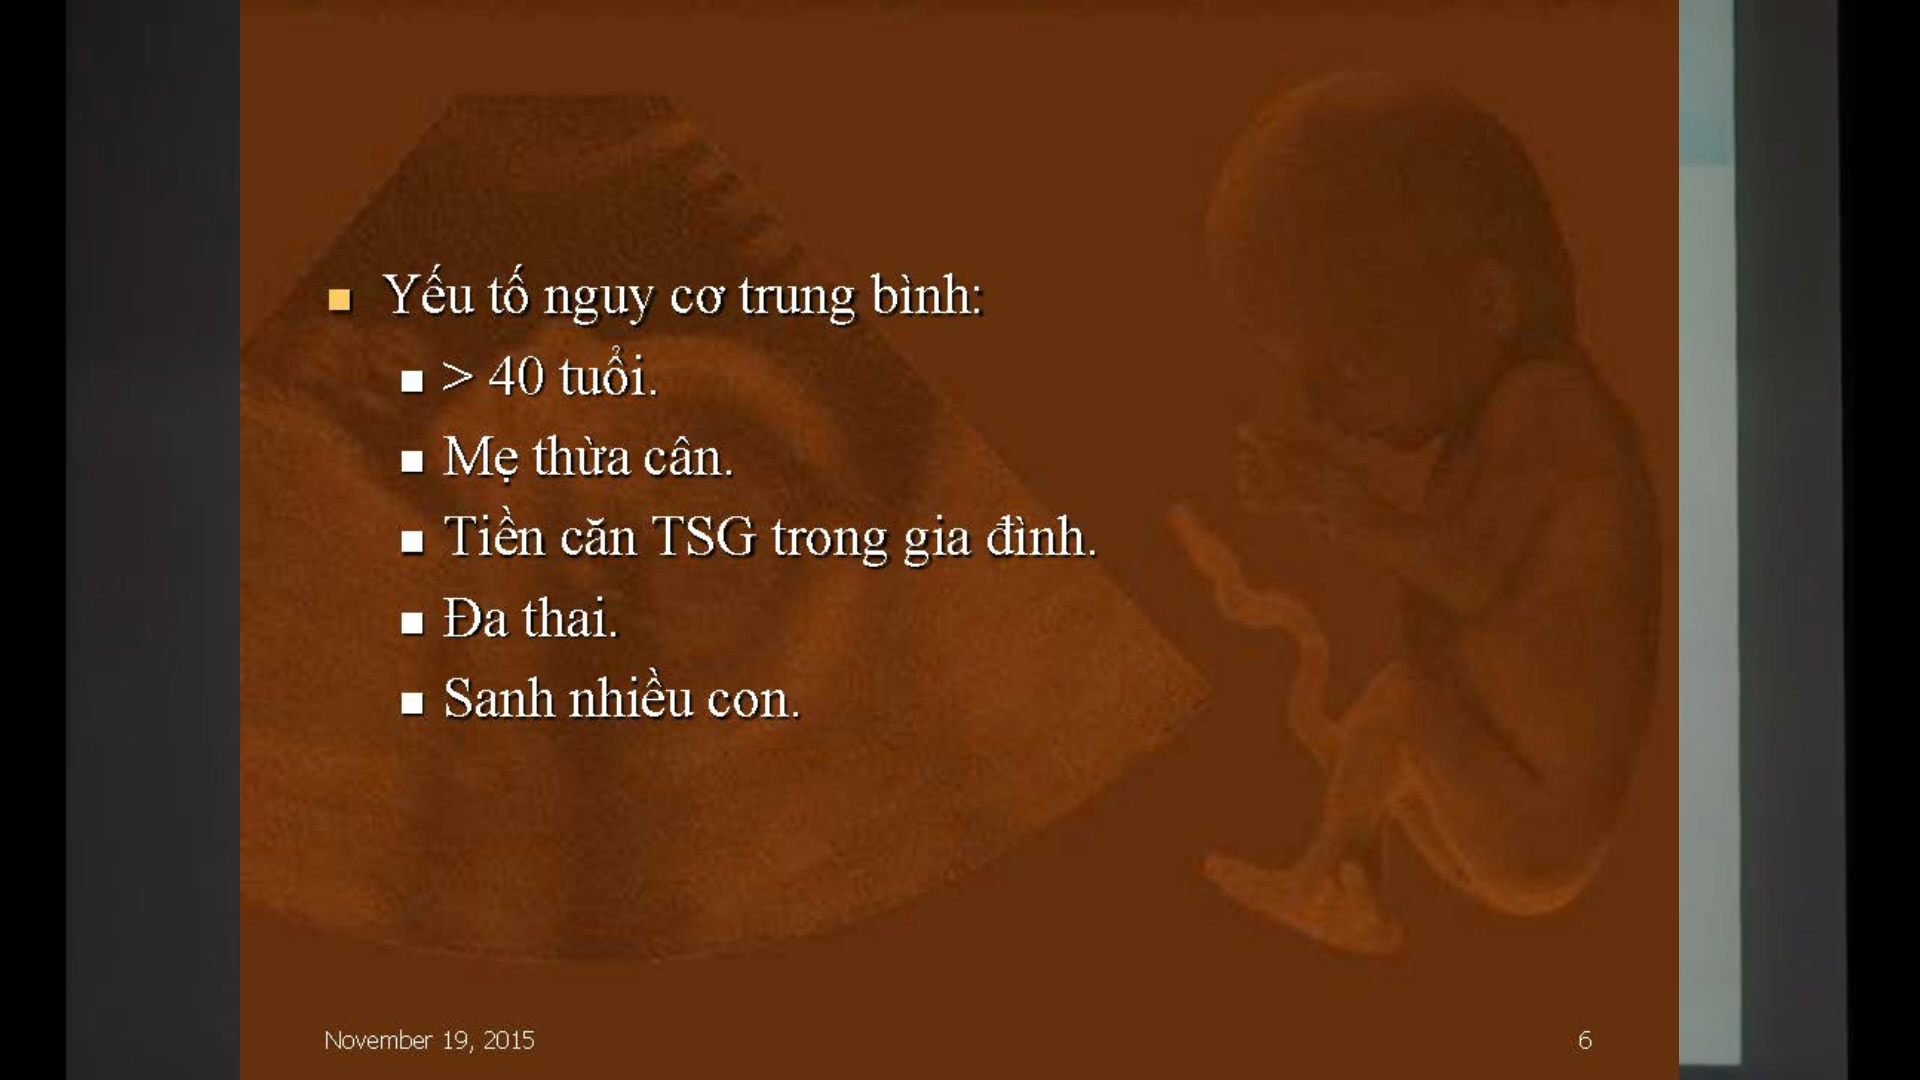 Yếu tố nguy cơ trung bình:
> 40 tuổi.
Mẹ thừa cân.
Tiền căn TSG trong gia đình.
Đa thai.
Sanh nhiều con.
November 19, 2015
6